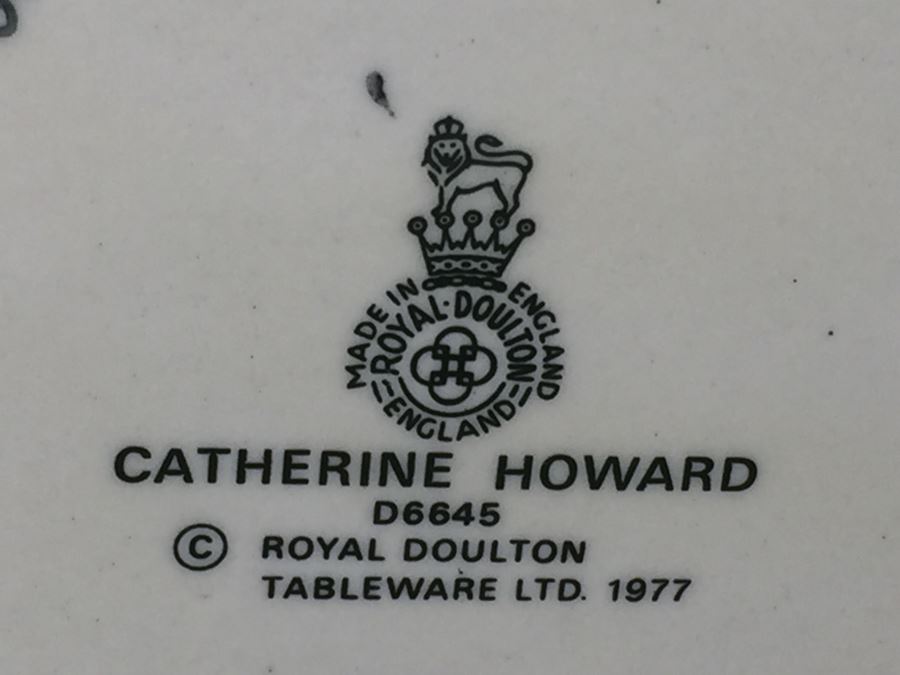 MADE IN ENGLAND
ROYAL·DOULTON
ENGLAND
CATHERINE HOWARD
D6645
© ROYAL DOULTON
TABLEWARE LTD. 1977